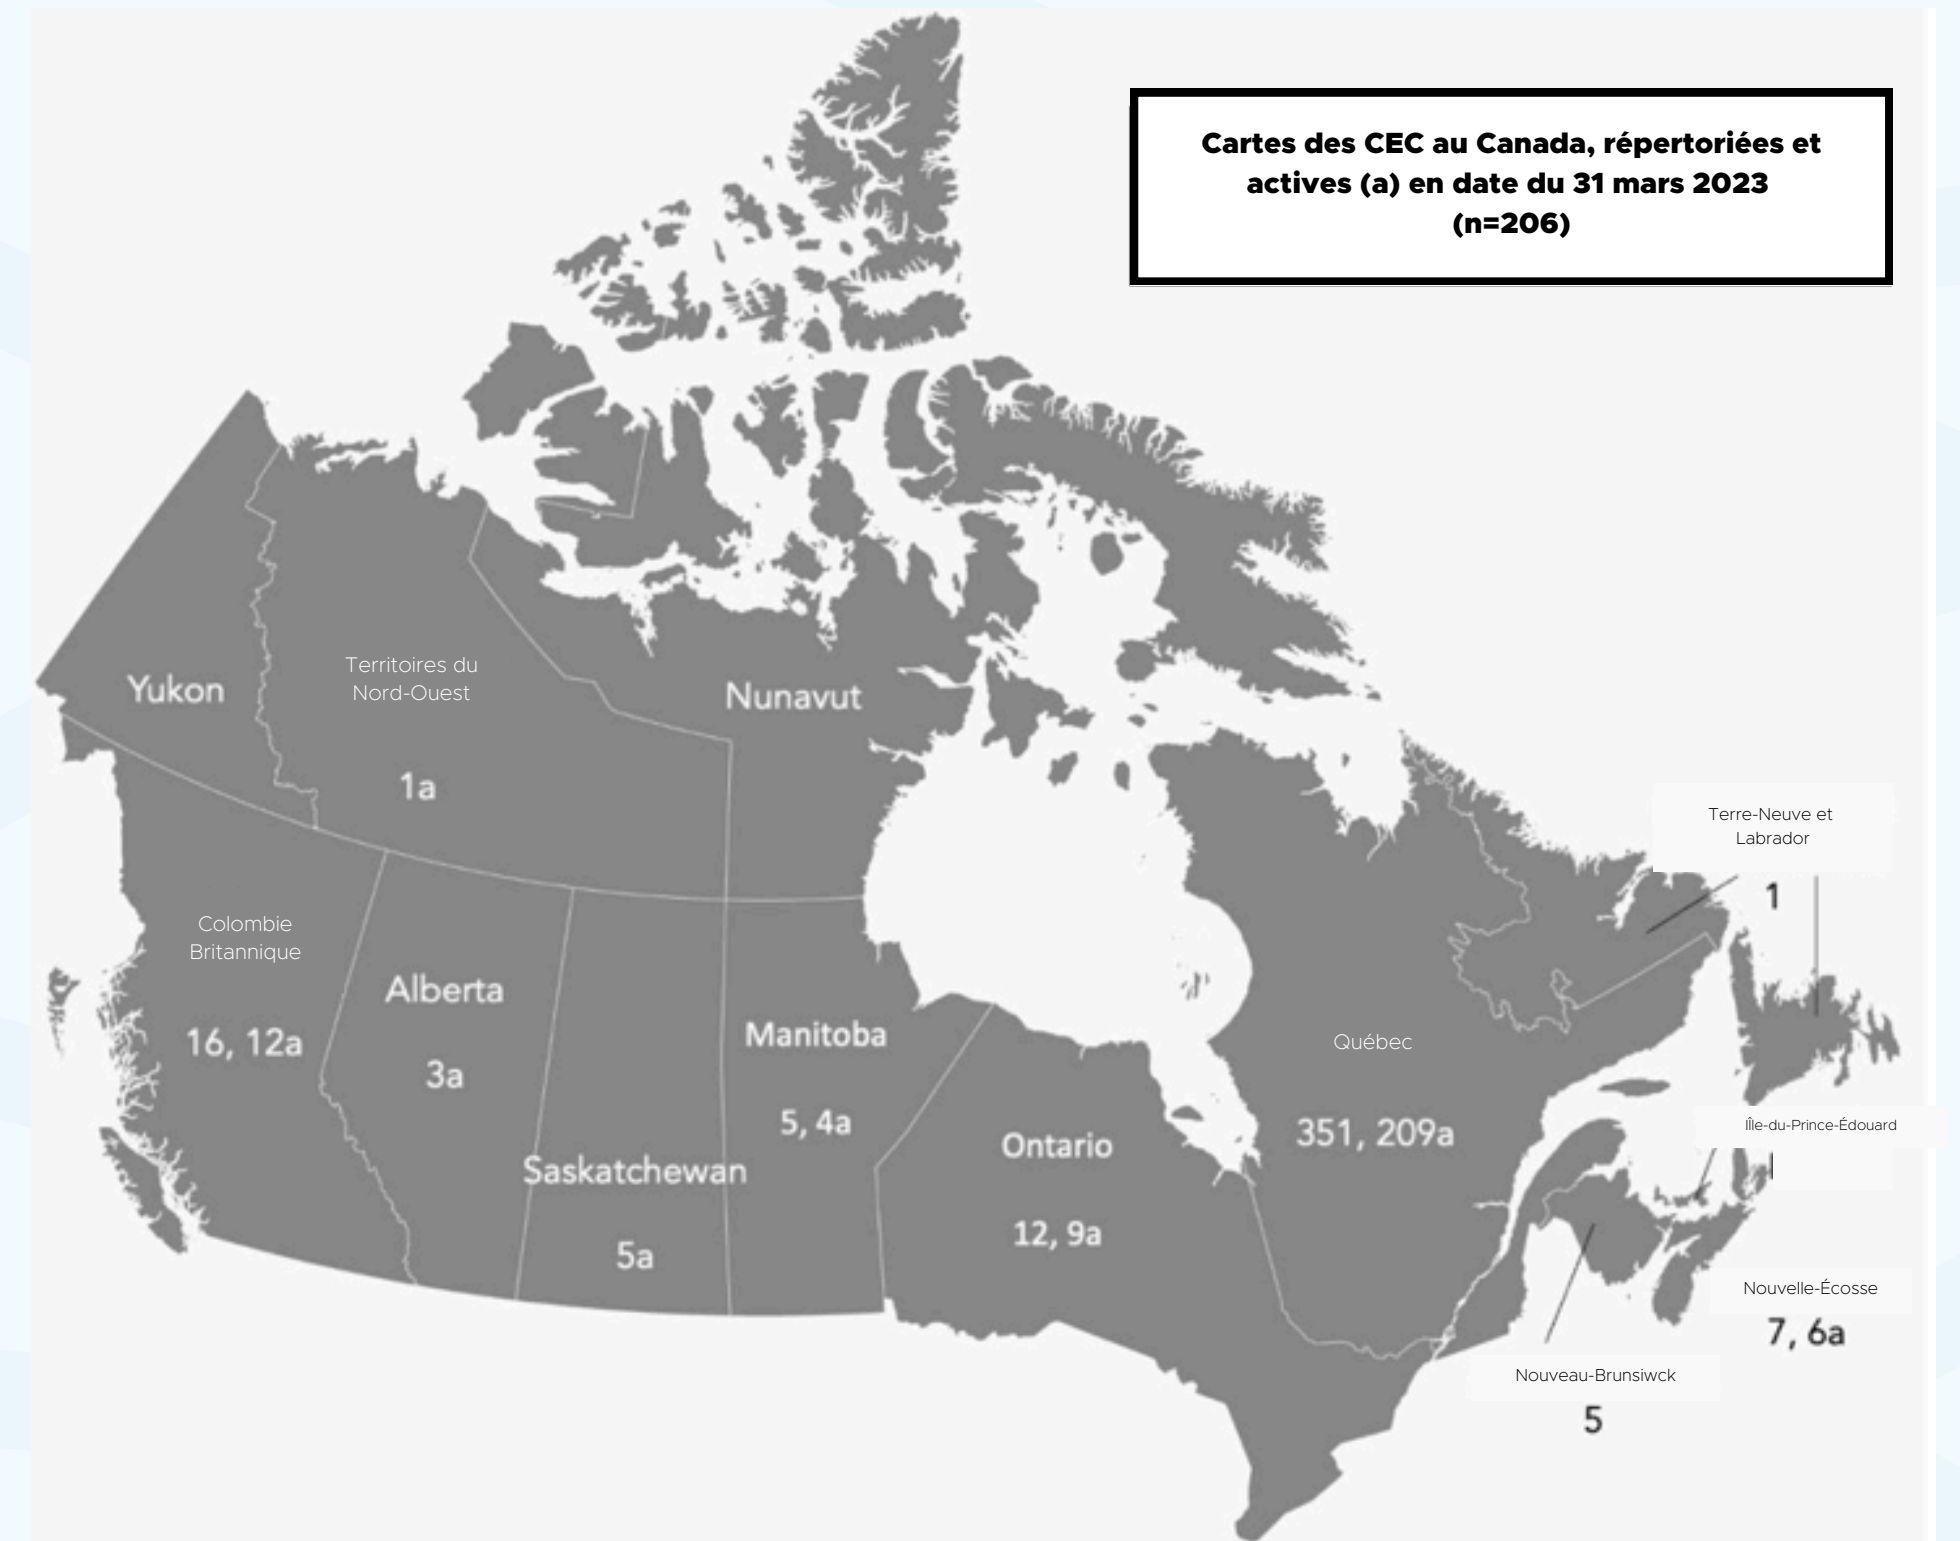 Cartes des CEC au Canada, répertoriées et
actives (a) en date du 31 mars 2023
(n=206)
Yukon
Territoires du
Nord-Ouest
1a
Nunavut
Colombie
Britannique
16, 12a
Alberta
3a
Saskatchewan
5a
Manitoba
5, 4a
Ontario
12, 9a
Québec
351, 209a
Terre-Neuve et
Labrador
1
IÎle-du-Prince-Édouard
Nouvelle-Écosse
7, 6a
Nouveau-Brunsiwck
5